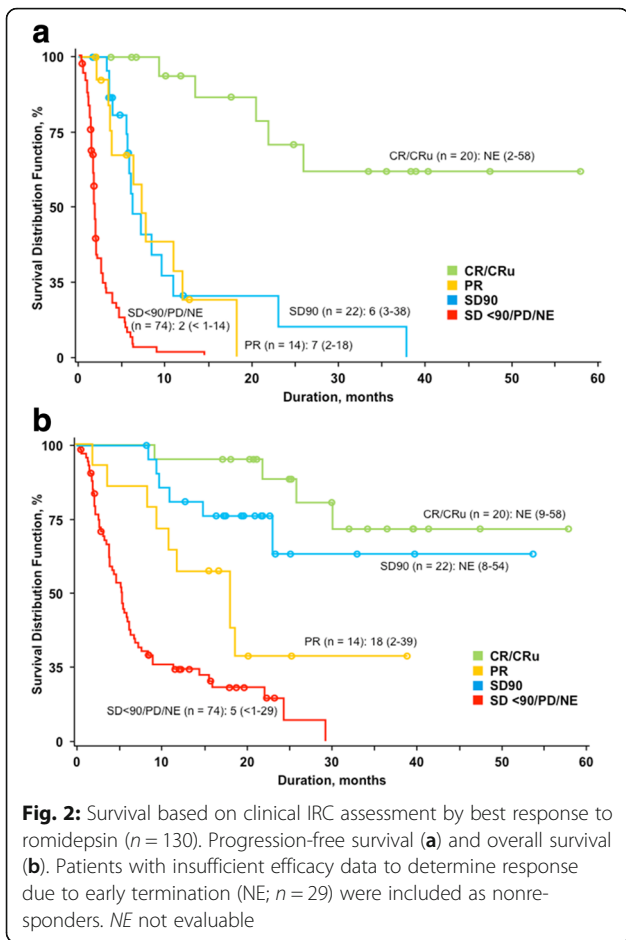 a
100
75
50
35
0
Survival Distribution Function, %
CR/CRu (n = 20): NE (2-58)
CR/CRu
PR
SD90
SD <90/PD/NE
SD<90/PD/NE
(n = 74): 2 (< 1-14)
SD90 (n = 22): 6 (3-38)
PR (n = 14): 7 (2-18)
0 10 20 30 40 50 60
Duration, months
b
100
75
50
35
0
Survival Distribution Function, %
CR/CRu (n = 20): NE (9-58)
SD90 (n = 22): NE (8-54)
PR (n = 14): 18 (2-39)
CR/CRu
PR
SD90
SD <90/PD/NE
SD<90/PD/NE (n = 74): 5 (<1-29)
0 10 20 30 40 50 60
Duration, months
Fig. 2: Survival based on clinical IRC assessment by best response to
romidepsin (n = 130). Progression-free survival (a) and overall survival
(b). Patients with insufficient efficacy data to determine response
due to early termination (NE; n = 29) were included as nonre-
sponders. NE not evaluable